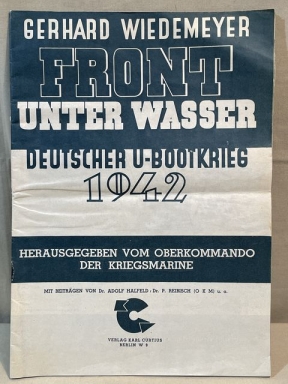 GERHARD WIEDEMEYER
FRONT
UNTER WASSER
DEUTSCHER U-BOOTKRIEG
1942
HERAUSGEGEBEN VOM OBERKOMMANDO
DER KRIEGSMARINE
MIT BEITRÄGEN VON Dr. ADOLF HALFELD · Dr. P. REIBISCH (O K M) u. a.
VERLAG KARL CURTIUS
BERLIN W 8